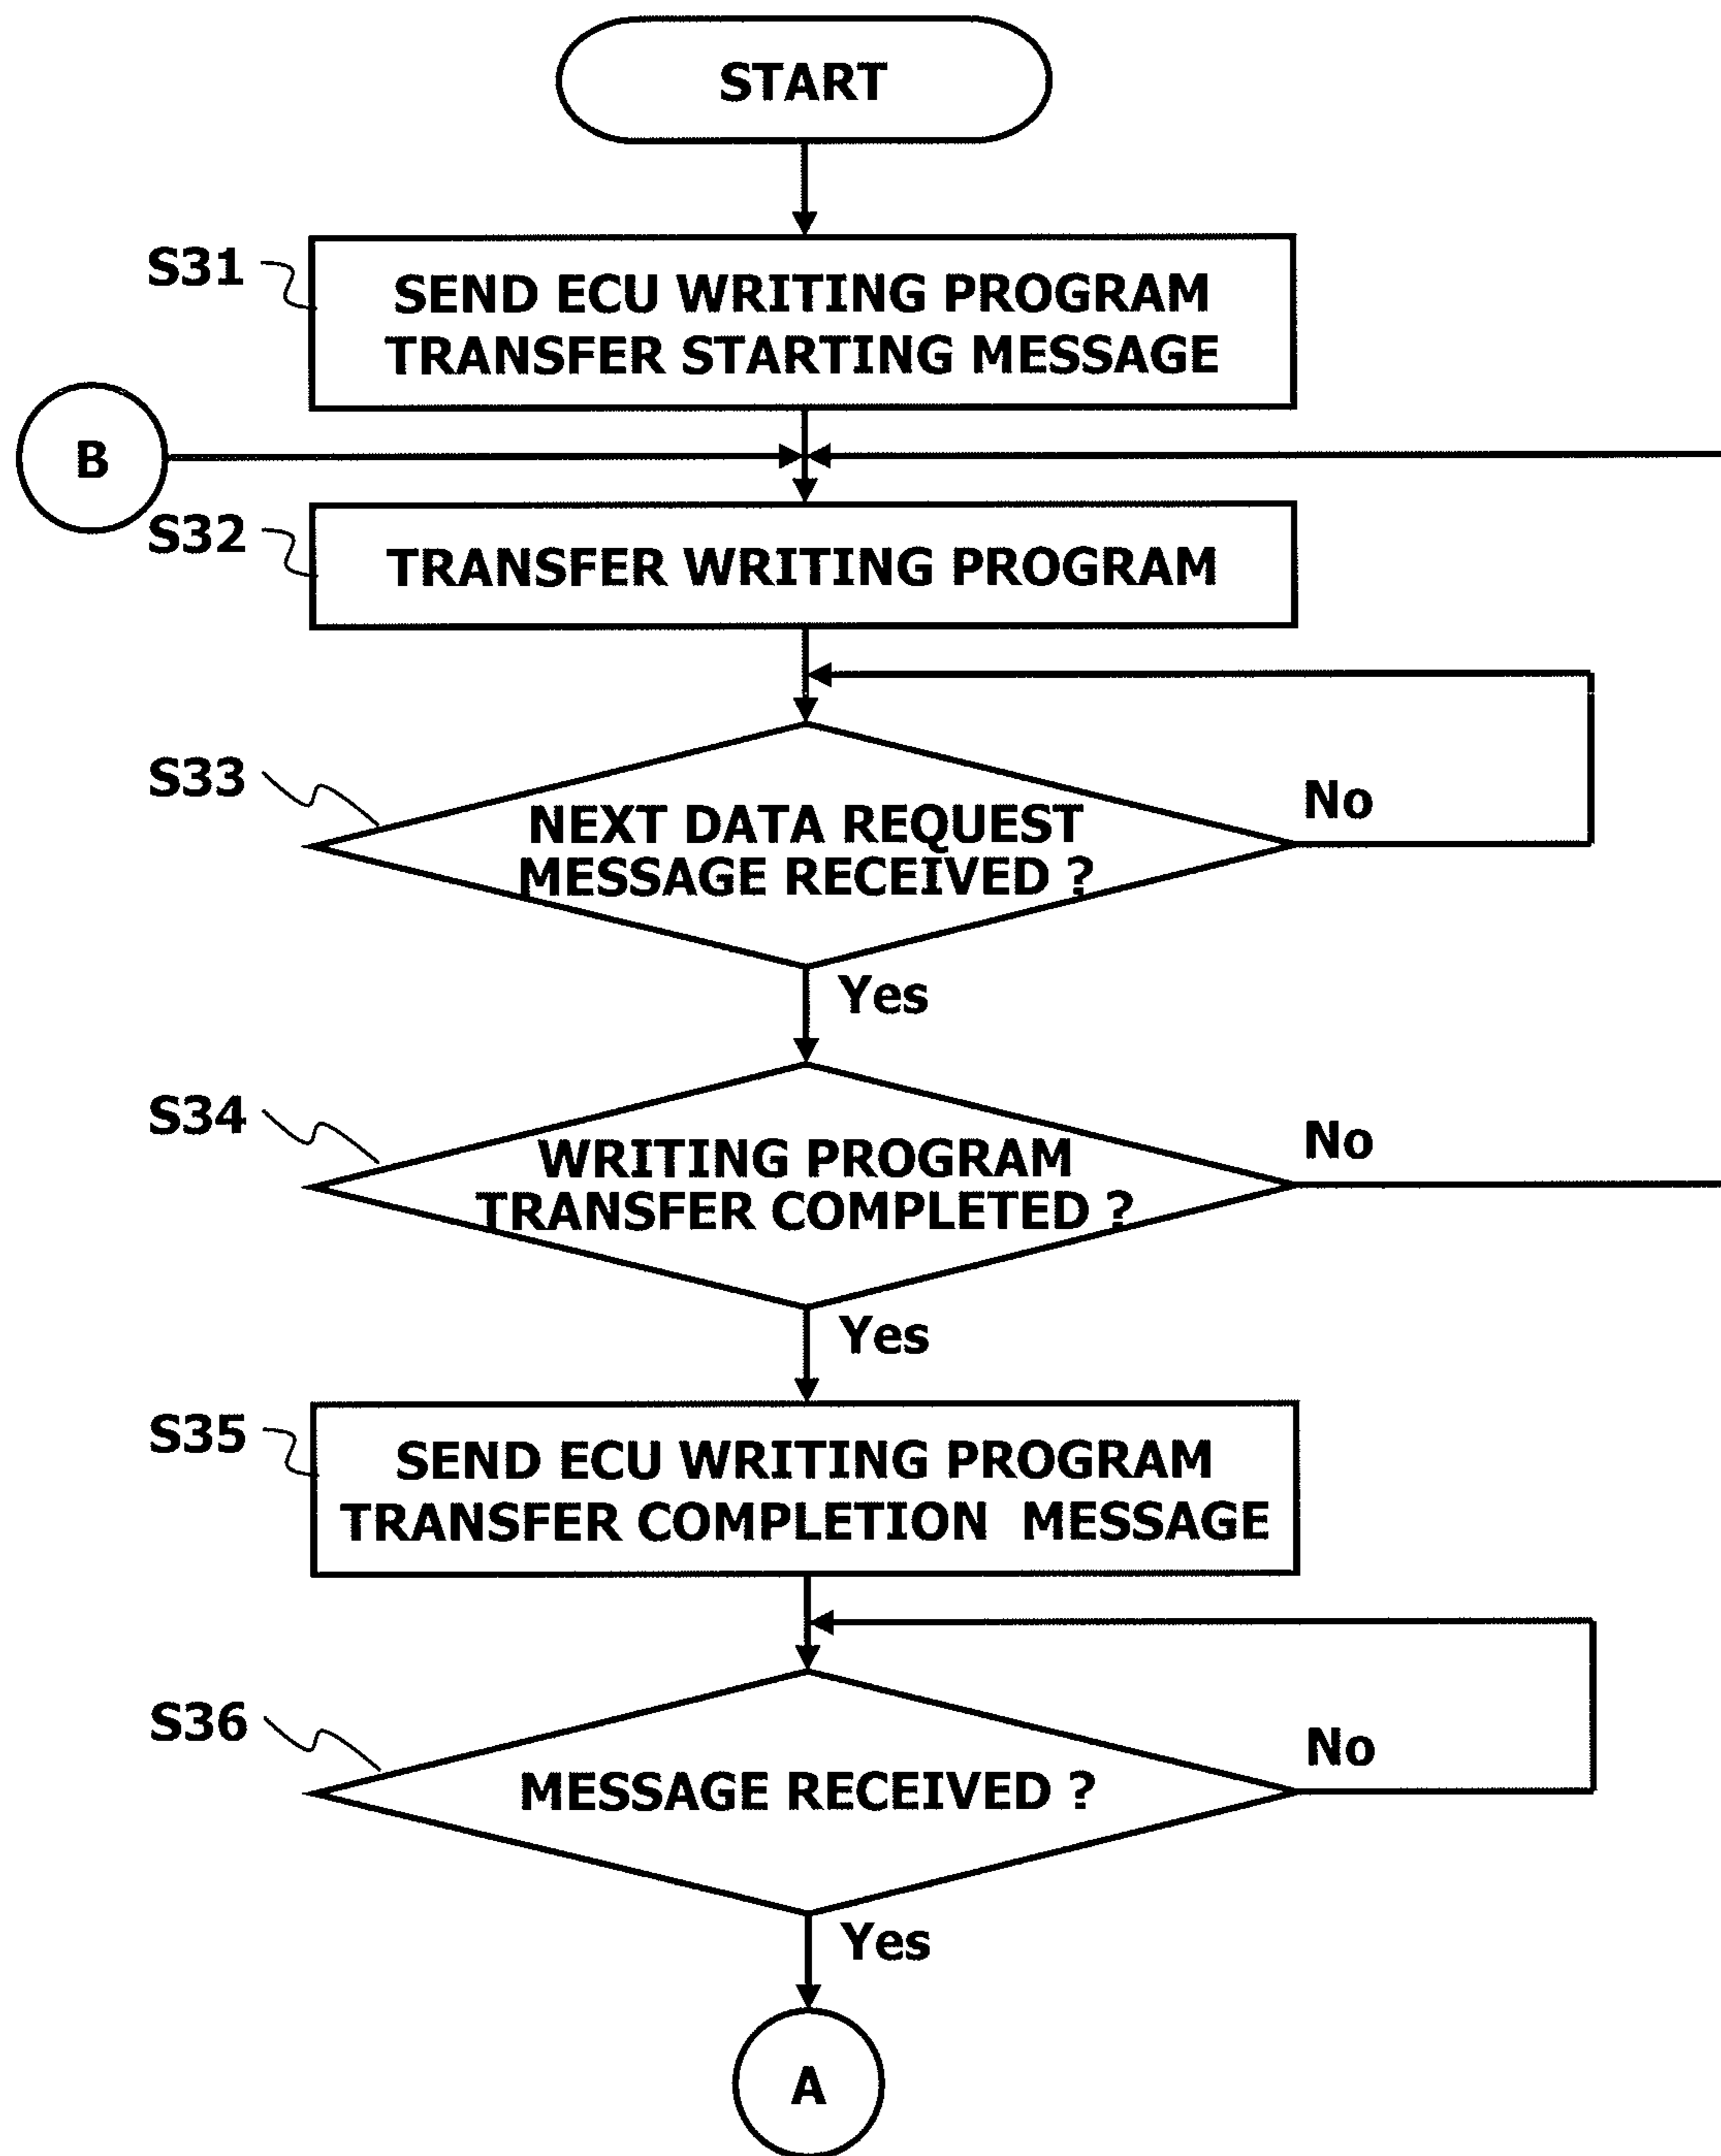 START
S31
SEND ECU WRITING PROGRAM
TRANSFER STARTING MESSAGE
B
S32
TRANSFER WRITING PROGRAM
S33
NEXT DATA REQUEST
MESSAGE RECEIVED ?
No
Yes
S34
WRITING PROGRAM
TRANSFER COMPLETED ?
No
Yes
S35
SEND ECU WRITING PROGRAM
TRANSFER COMPLETION MESSAGE
S36
MESSAGE RECEIVED ?
No
Yes
A